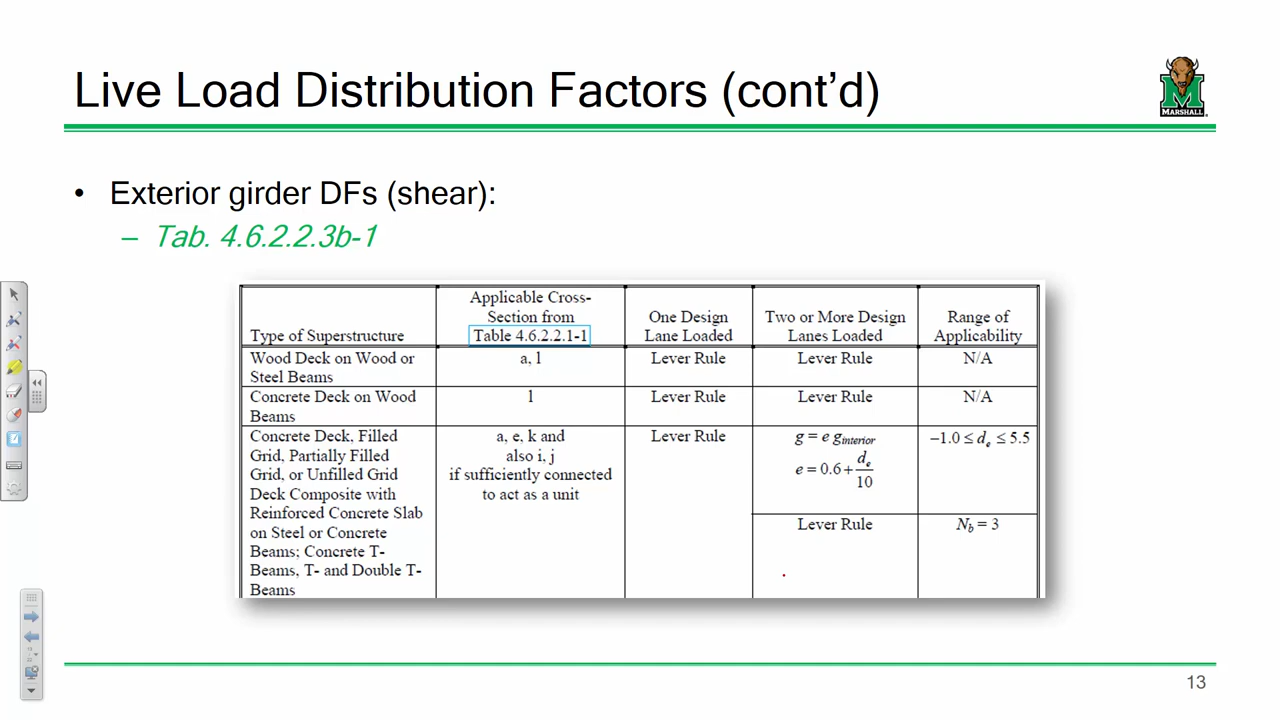 Live Load Distribution Factors (cont’d)
MARSHALL
• Exterior girder DFs (shear):
– Tab. 4.6.2.2.3b-1
Type of Superstructure
Applicable Cross-
Section from
Table 4.6.2.2.1-1
One Design
Lane Loaded
Two or More Design
Lanes Loaded
Range of
Applicability
Wood Deck on Wood or
Steel Beams
a, l
Lever Rule
Lever Rule
N/A
Concrete Deck on Wood
Beams
l
Lever Rule
Lever Rule
N/A
Concrete Deck, Filled
Grid, Partially Filled
Grid, or Unfilled Grid
Deck Composite with
Reinforced Concrete Slab
on Steel or Concrete
Beams; Concrete T-
Beams, T- and Double T-
Beams
a, e, k and
also i, j
if sufficiently connected
to act as a unit
Lever Rule
g = e g_interior
e = 0.6 + d_e/10
−1.0 ≤ d_e ≤ 5.5
Lever Rule
N_b = 3
13